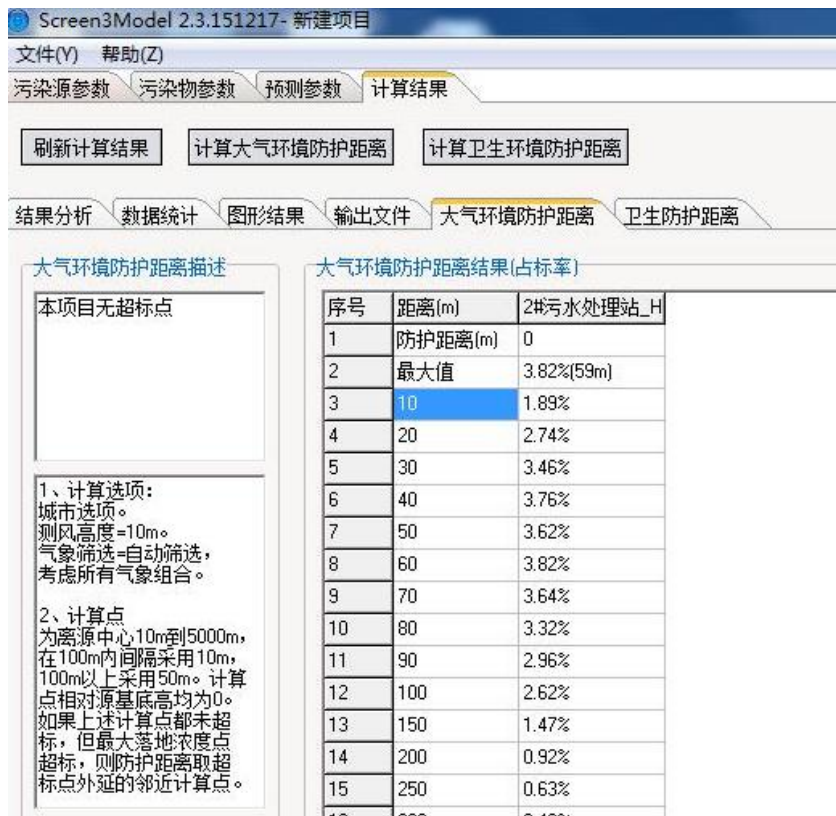 Screen3Model 2.3.151217- 新建项目
文件(Y) 帮助(Z)
污染源参数 污染物参数 预测参数 计算结果
刷新计算结果 计算大气环境防护距离 计算卫生环境防护距离
结果分析 数据统计 图形结果 输出文件 大气环境防护距离 卫生防护距离
大气环境防护距离描述
本项目无超标点
1、计算选项：
城市选项。
测风高度=10m。
气象筛选=自动筛选，
考虑所有气象组合。
2、计算点
为离源中心10m到5000m，
在100m内间隔采用10m，
100m以上采用50m。计算
点相对源基底高均为0。
如果上述计算点都未超
标，但最大落地浓度点
超标，则防护距离取超
标点外延的邻近计算点。
大气环境防护距离结果(占标率)
序号 距离(m) 2#污水处理站_H
1 防护距离(m) 0
2 最大值 3.82%(59m)
3 10 1.89%
4 20 2.74%
5 30 3.46%
6 40 3.76%
7 50 3.62%
8 60 3.82%
9 70 3.64%
10 80 3.32%
11 90 2.96%
12 100 2.62%
13 150 1.47%
14 200 0.92%
15 250 0.63%